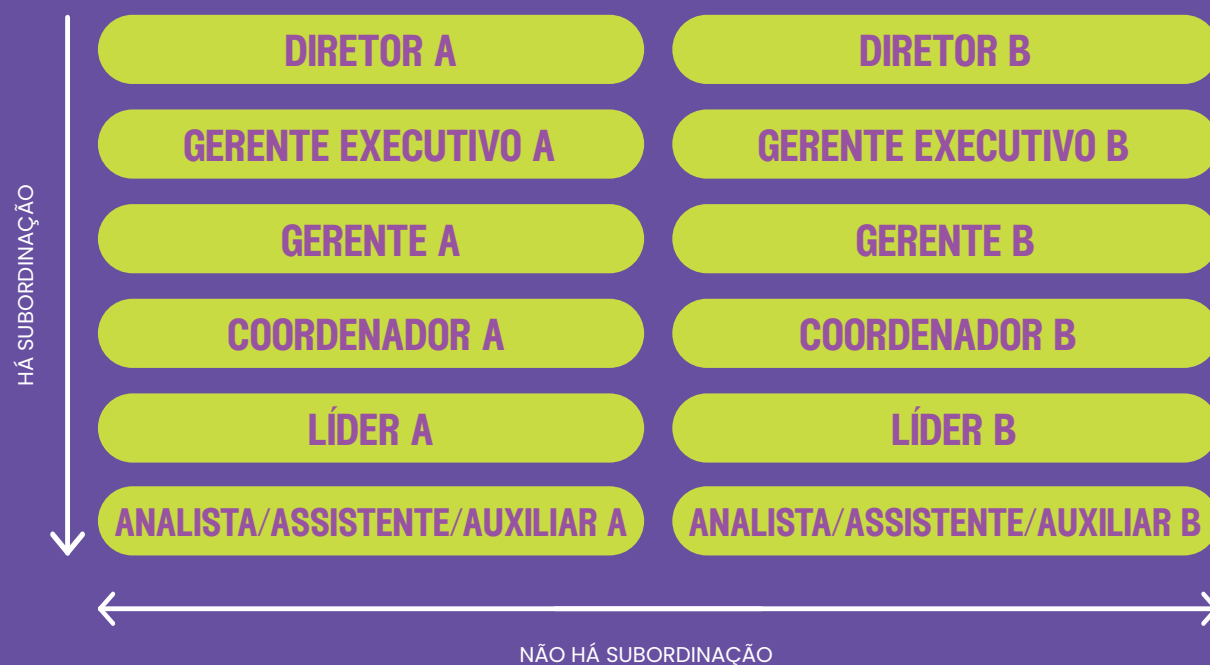 DIRETOR A
DIRETOR B
GERENTE EXECUTIVO A
GERENTE EXECUTIVO B
GERENTE A
GERENTE B
COORDENADOR A
COORDENADOR B
LÍDER A
LÍDER B
ANALISTA/ASSISTENTE/AUXILIAR A
ANALISTA/ASSISTENTE/AUXILIAR B
HÁ SUBORDINAÇÃO
NÃO HÁ SUBORDINAÇÃO